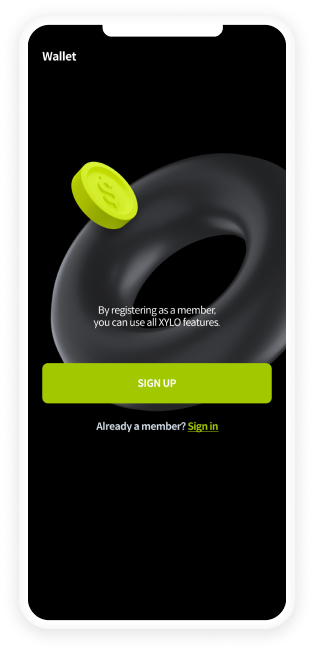 Wallet
By registering as a member,
you can use all XYLO features.
SIGN UP
Already a member? Sign in